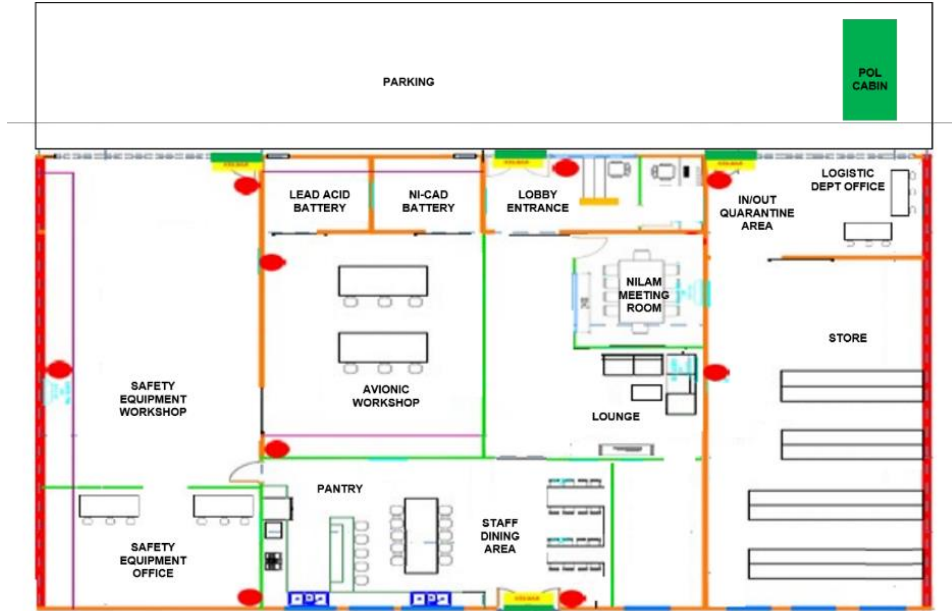 PARKING
POL
CABIN
LEAD ACID
BATTERY
NI-CAD
BATTERY
LOBBY
ENTRANCE
IN/OUT
QUARANTINE
AREA
LOGISTIC
DEPT OFFICE
NILAM
MEETING
ROOM
STORE
SAFETY
EQUIPMENT
WORKSHOP
AVIONIC
WORKSHOP
LOUNGE
PANTRY
STAFF
DINING
AREA
SAFETY
EQUIPMENT
OFFICE